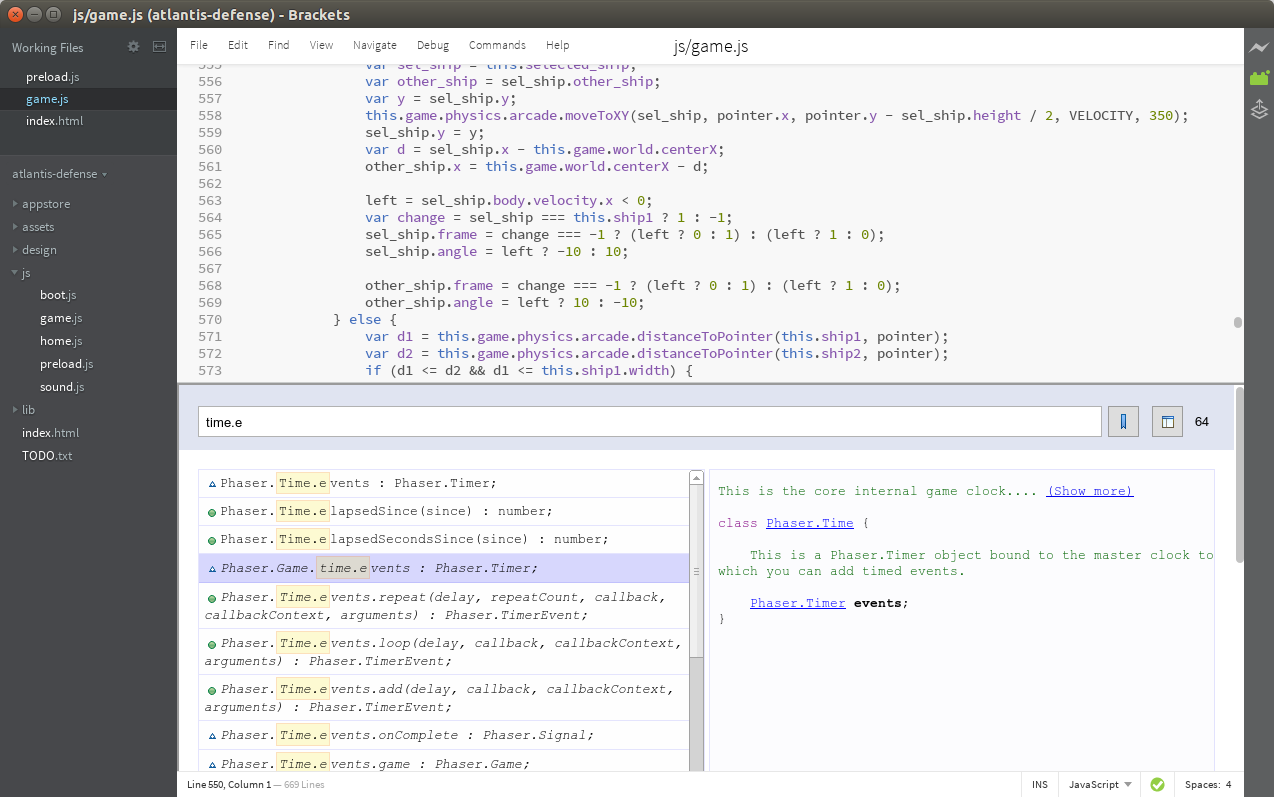 js/game.js (atlantis-defense) - Brackets
Working Files
preload.js
game.js
index.html
atlantis-defense
appstore
assets
design
js
boot.js
game.js
home.js
preload.js
sound.js
lib
index.html
TODO.txt
File Edit Find View Navigate Debug Commands Help
js/game.js
555 var sel_ship = this.selected_ship;
556 var other_ship = sel_ship.other_ship;
557 var y = sel_ship.y;
558 this.game.physics.arcade.moveToXY(sel_ship, pointer.x, pointer.y - sel_ship.height / 2, VELOCITY, 350);
559 sel_ship.y = y;
560 var d = sel_ship.x - this.game.world.centerX;
561 other_ship.x = this.game.world.centerX - d;
562
563 left = sel_ship.body.velocity.x < 0;
564 var change = sel_ship === this.ship1 ? 1 : -1;
565 sel_ship.frame = change === -1 ? (left ? 0 : 1) : (left ? 1 : 0);
566 sel_ship.angle = left ? -10 : 10;
567
568 other_ship.frame = change === -1 ? (left ? 0 : 1) : (left ? 1 : 0);
569 other_ship.angle = left ? 10 : -10;
570 } else {
571 var d1 = this.game.physics.arcade.distanceToPointer(this.ship1, pointer);
572 var d2 = this.game.physics.arcade.distanceToPointer(this.ship2, pointer);
573 if (d1 <= d2 && d1 <= this.ship1.width) {
time.e
64
Phaser.Time.events : Phaser.Timer;
Phaser.Time.elapsedSince(since) : number;
Phaser.Time.elapsedSecondsSince(since) : number;
Phaser.Game.time.events : Phaser.Timer;
Phaser.Time.events.repeat(delay, repeatCount, callback,
callbackContext, arguments) : Phaser.TimerEvent;
Phaser.Time.events.loop(delay, callback, callbackContext,
arguments) : Phaser.TimerEvent;
Phaser.Time.events.add(delay, callback, callbackContext,
arguments) : Phaser.TimerEvent;
Phaser.Time.events.onComplete : Phaser.Signal;
Phaser.Time.events.game : Phaser.Game;
This is the core internal game clock.... (Show more)
class Phaser.Time {
This is a Phaser.Timer object bound to the master clock to
which you can add timed events.
Phaser.Timer events;
}
Line 550, Column 1 — 669 Lines
INS
JavaScript
Spaces: 4